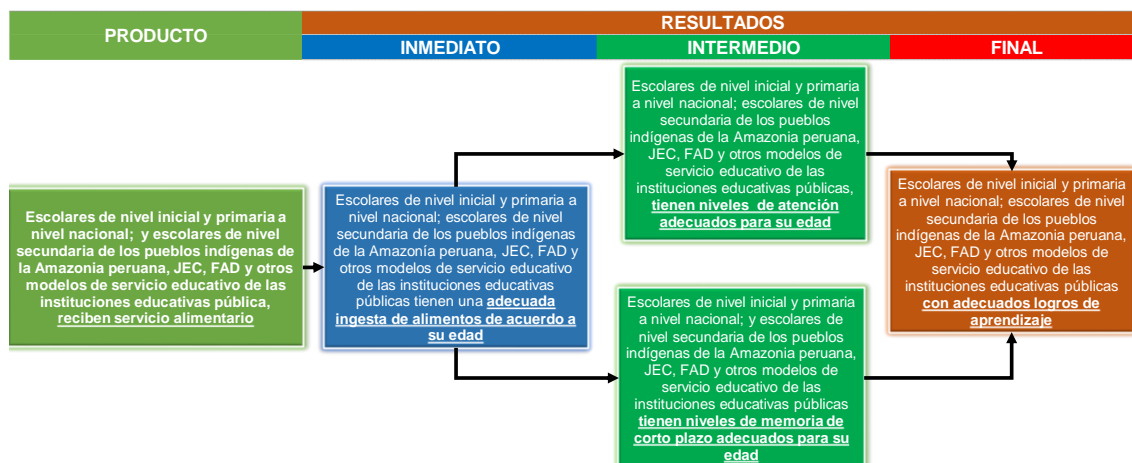 PRODUCTO
RESULTADOS
INMEDIATO
INTERMEDIO
FINAL
Escolares de nivel inicial y primaria a
nivel nacional; y escolares de nivel
secundaria de los pueblos indígenas de
la Amazonia peruana, JEC, FAD y otros
modelos de servicio educativo de las
instituciones educativas pública,
reciben servicio alimentario
Escolares de nivel inicial y primaria a
nivel nacional; escolares de nivel
secundaria de los pueblos indígenas
de la Amazonía peruana, JEC, FAD y
otros modelos de servicio educativo
de las instituciones educativas
públicas tienen una adecuada
ingesta de alimentos de acuerdo a
su edad
Escolares de nivel inicial y primaria
a nivel nacional; escolares de nivel
secundaria de los pueblos
indígenas de la Amazonia peruana,
JEC, FAD y otros modelos de
servicio educativo de las
instituciones educativas públicas,
tienen niveles de atención
adecuados para su edad
Escolares de nivel inicial y primaria
a nivel nacional; y escolares de
nivel secundaria de los pueblos
indígenas de la Amazonia peruana,
JEC, FAD y otros modelos de
servicio educativo de las
instituciones educativas públicas
tienen niveles de memoria de
corto plazo adecuados para su
edad
Escolares de nivel inicial y primaria
a nivel nacional; escolares de nivel
secundaria de los pueblos
indígenas de la Amazonia peruana,
JEC, FAD y otros modelos de
servicio educativo de las
instituciones educativas públicas
con adecuados logros de
aprendizaje